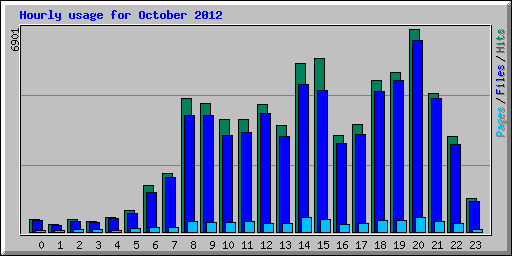 Hourly usage for October 2012
6901
Pages / Files / Hits
0 1 2 3 4 5 6 7 8 9 10 11 12 13 14 15 16 17 18 19 20 21 22 23